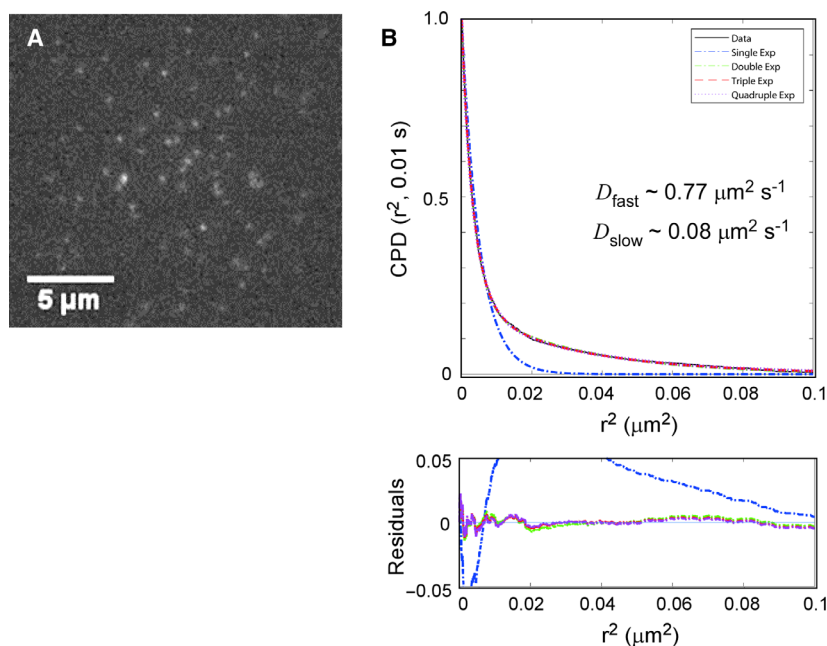 A
5 µm
B
1.0
0.5
0
CPD (r², 0.01 s)
Data
Single Exp
Double Exp
Triple Exp
Quadruple Exp
Dfast ~ 0.77 µm² s⁻¹
Dslow ~ 0.08 µm² s⁻¹
0 0.02 0.04 0.06 0.08 0.1
r² (µm²)
0.05
0
−0.05
Residuals
0 0.02 0.04 0.06 0.08 0.1
r² (µm²)